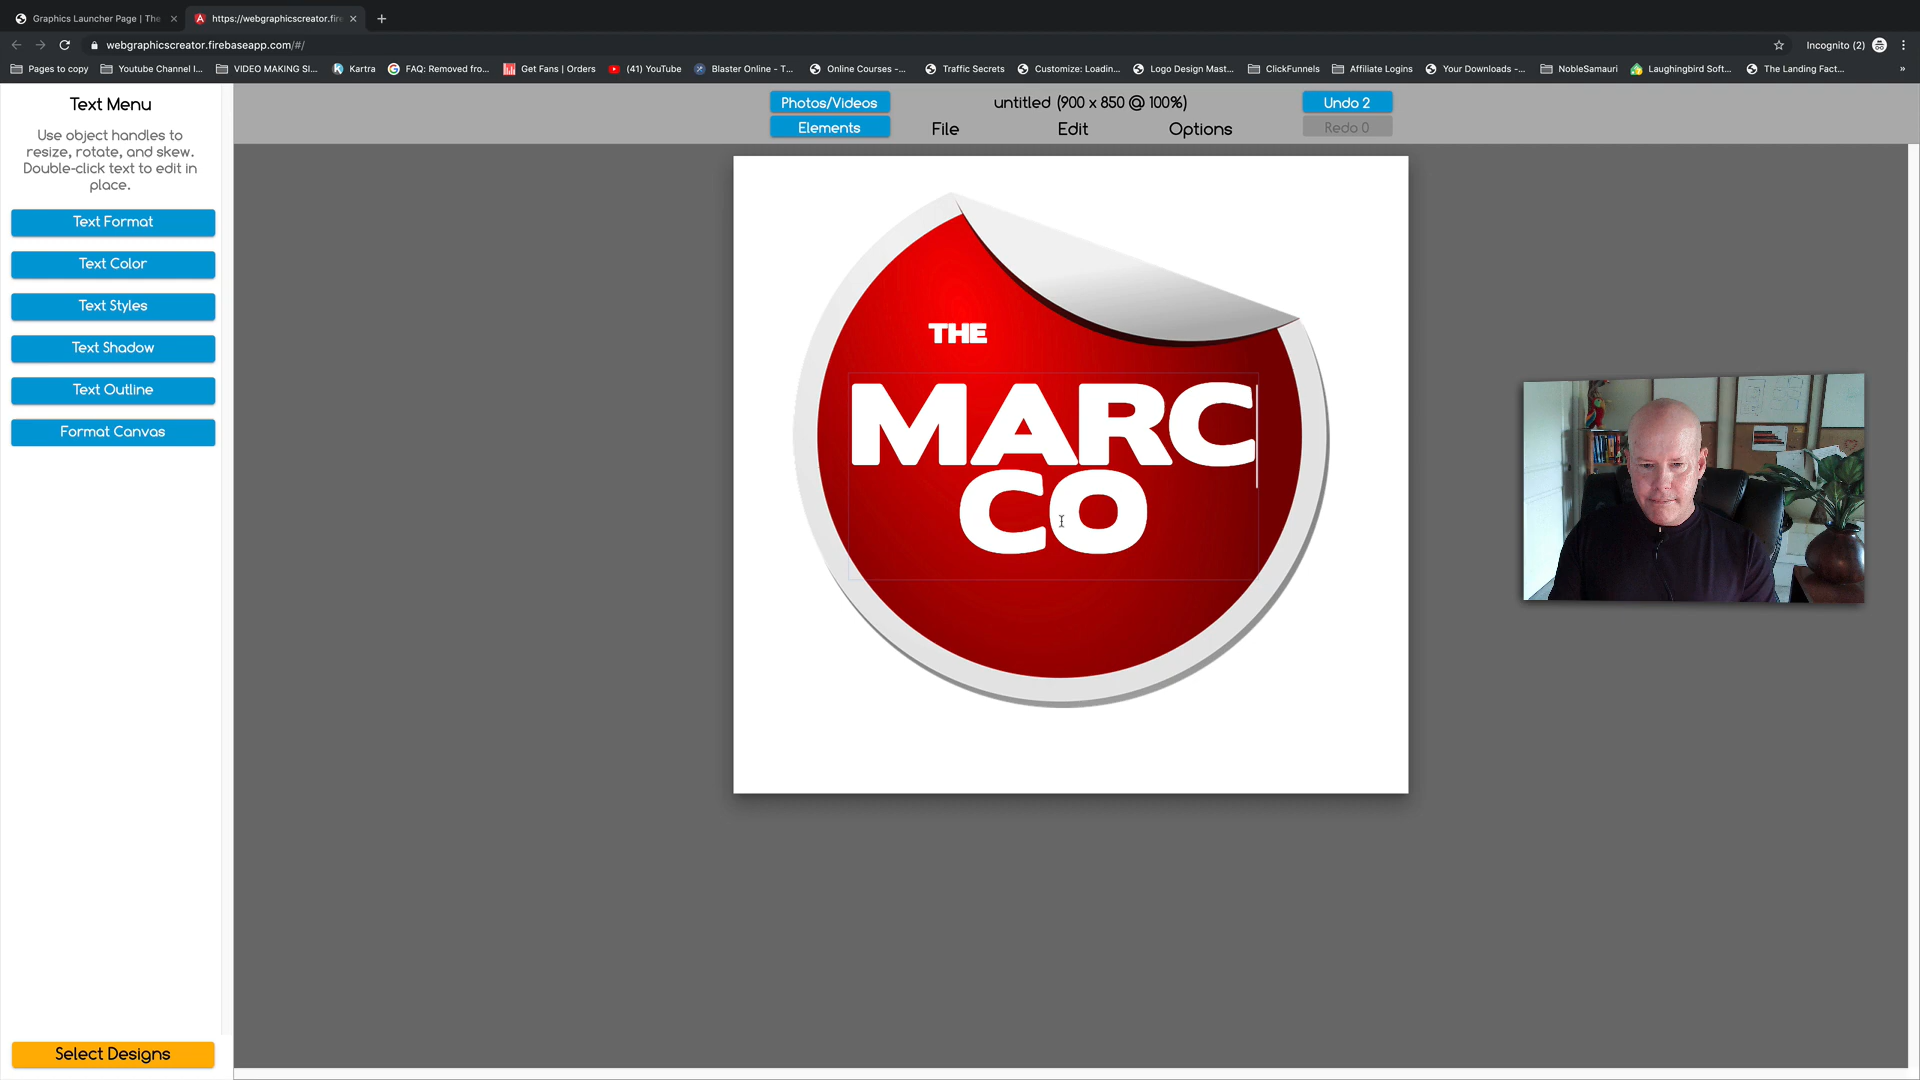 Graphics Launcher Page | The
https://webgraphicscreator.fir
webgraphicscreator.firebaseapp.com/#/
Incognito (2)
Pages to copy
Youtube Channel I...
VIDEO MAKING SI...
Kartra
FAQ: Removed fro...
Get Fans | Orders
(41) YouTube
Blaster Online - T...
Online Courses -...
Traffic Secrets
Customize: Loadin...
Logo Design Mast...
ClickFunnels
Affiliate Logins
Your Downloads -...
NobleSamauri
Laughingbird Soft...
The Landing Fact...
»
Text Menu
Use object handles to
resize, rotate, and skew.
Double-click text to edit in
place.
Text Format
Text Color
Text Styles
Text Shadow
Text Outline
Format Canvas
Select Designs
Photos/Videos
Elements
untitled (900 x 850 @ 100%)
File
Edit
Options
Undo 2
Redo 0
THE
MARC
CO